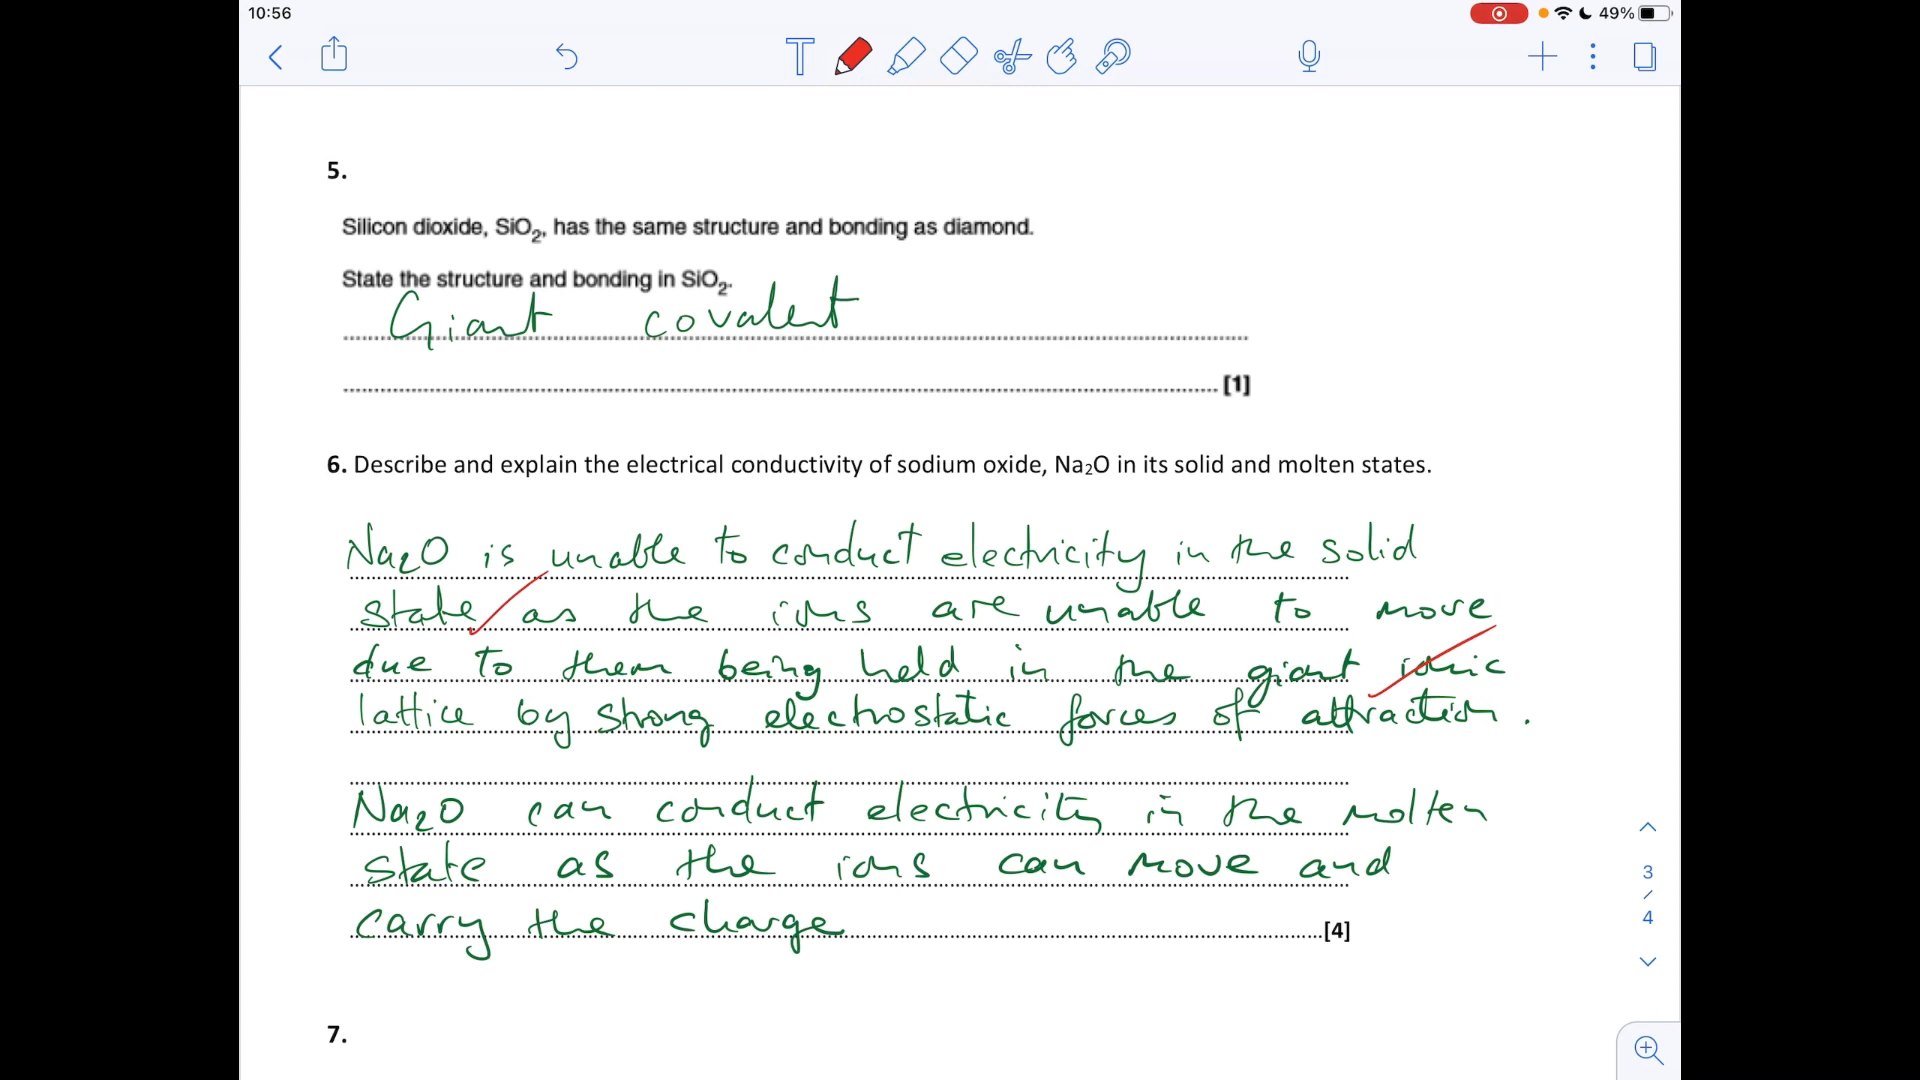 10:56
49%
5.
Silicon dioxide, SiO₂, has the same structure and bonding as diamond.
State the structure and bonding in SiO₂.
Giant covalent
[1]
6. Describe and explain the electrical conductivity of sodium oxide, Na₂O in its solid and molten states.
Na₂O is unable to conduct electricity in the solid
state as the ions are unable to move
due to them being held in the giant ionic
lattice by strong electrostatic forces of attraction.
Na₂O can conduct electricity in the molten
state as the ions can move and
carry the charge
[4]
3
/
4
7.